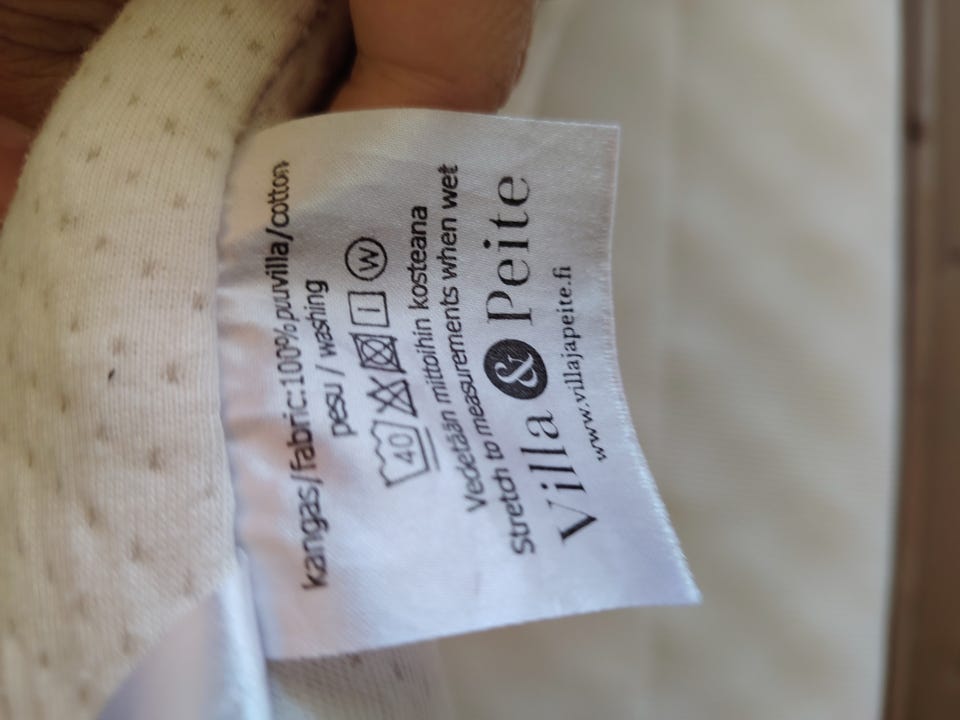 kangas/fabric:100%puuvilla/cotton
pesu / washing
40 W
Vedetään mittoihin kosteana
Stretch to measurements when wet
Villa & Peite
www.villajapeite.fi